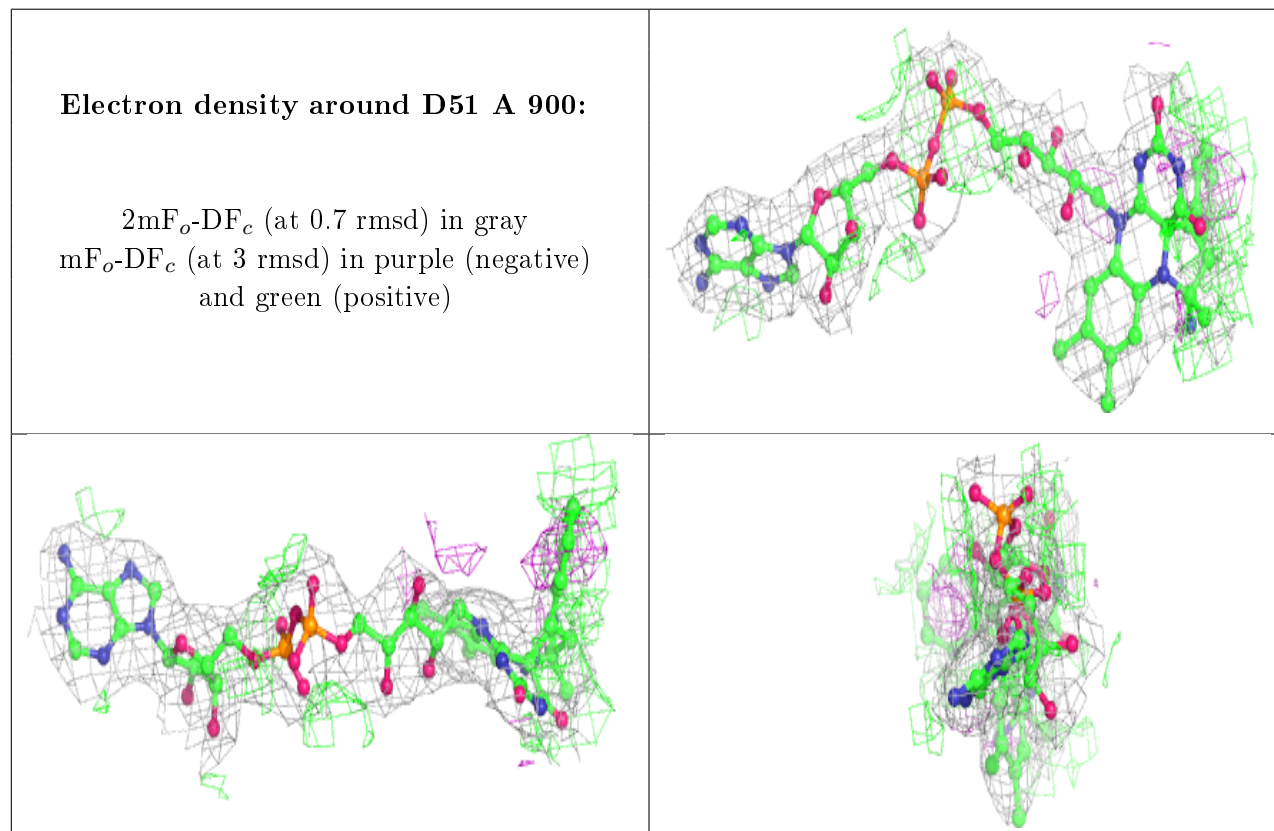 Electron density around D51 A 900:
2mFo-DFc (at 0.7 rmsd) in gray
mFo-DFc (at 3 rmsd) in purple (negative)
and green (positive)